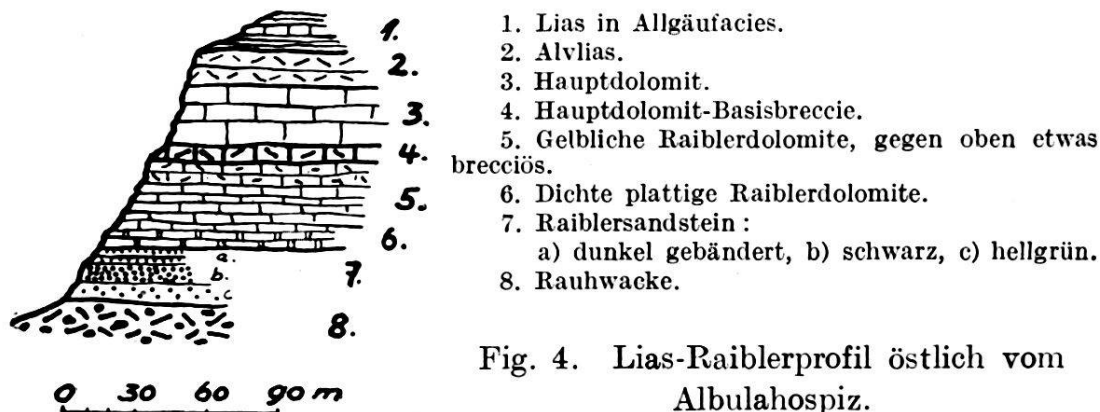 1.
2.
3.
4.
5.
6.
a.
b.
c
7.
8.
0 30 60 90 m
1. Lias in Allgäufacies.
2. Alvlias.
3. Hauptdolomit.
4. Hauptdolomit-Basisbreccie.
5. Gelbliche Raiblerdolomite, gegen oben etwas
brecciös.
6. Dichte plattige Raiblerdolomite.
7. Raiblersandstein:
a) dunkel gebändert, b) schwarz, c) hellgrün.
8. Rauhwacke.
Fig. 4. Lias-Raiblerprofil östlich vom
Albulahospiz.